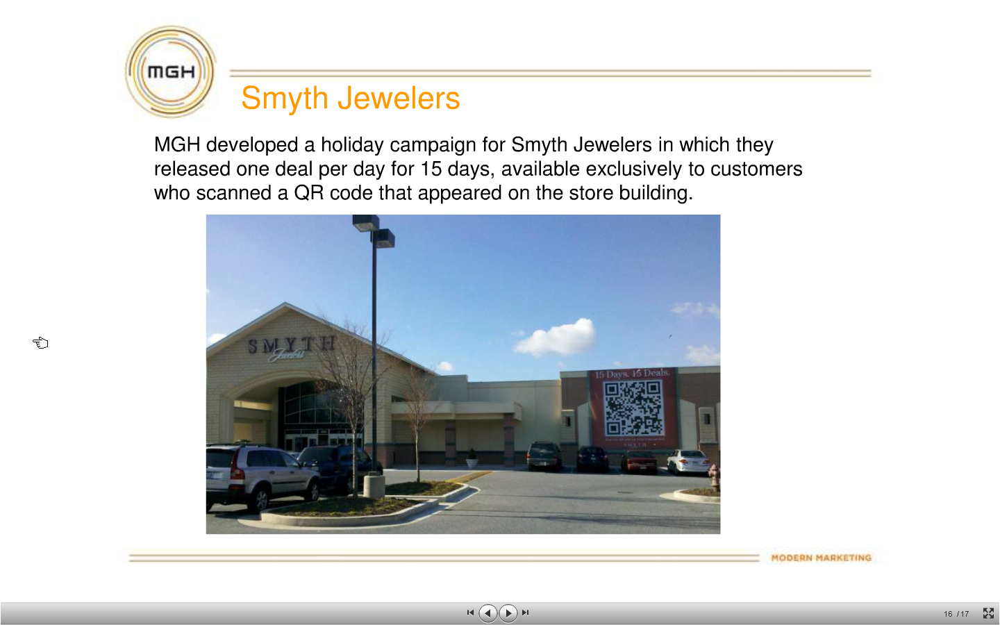 MGH
Smyth Jewelers
MGH developed a holiday campaign for Smyth Jewelers in which they
released one deal per day for 15 days, available exclusively to customers
who scanned a QR code that appeared on the store building.
SMYTH
Jewelers
15 Days. 15 Deals.
SMYTH
MODERN MARKETING
16 / 17